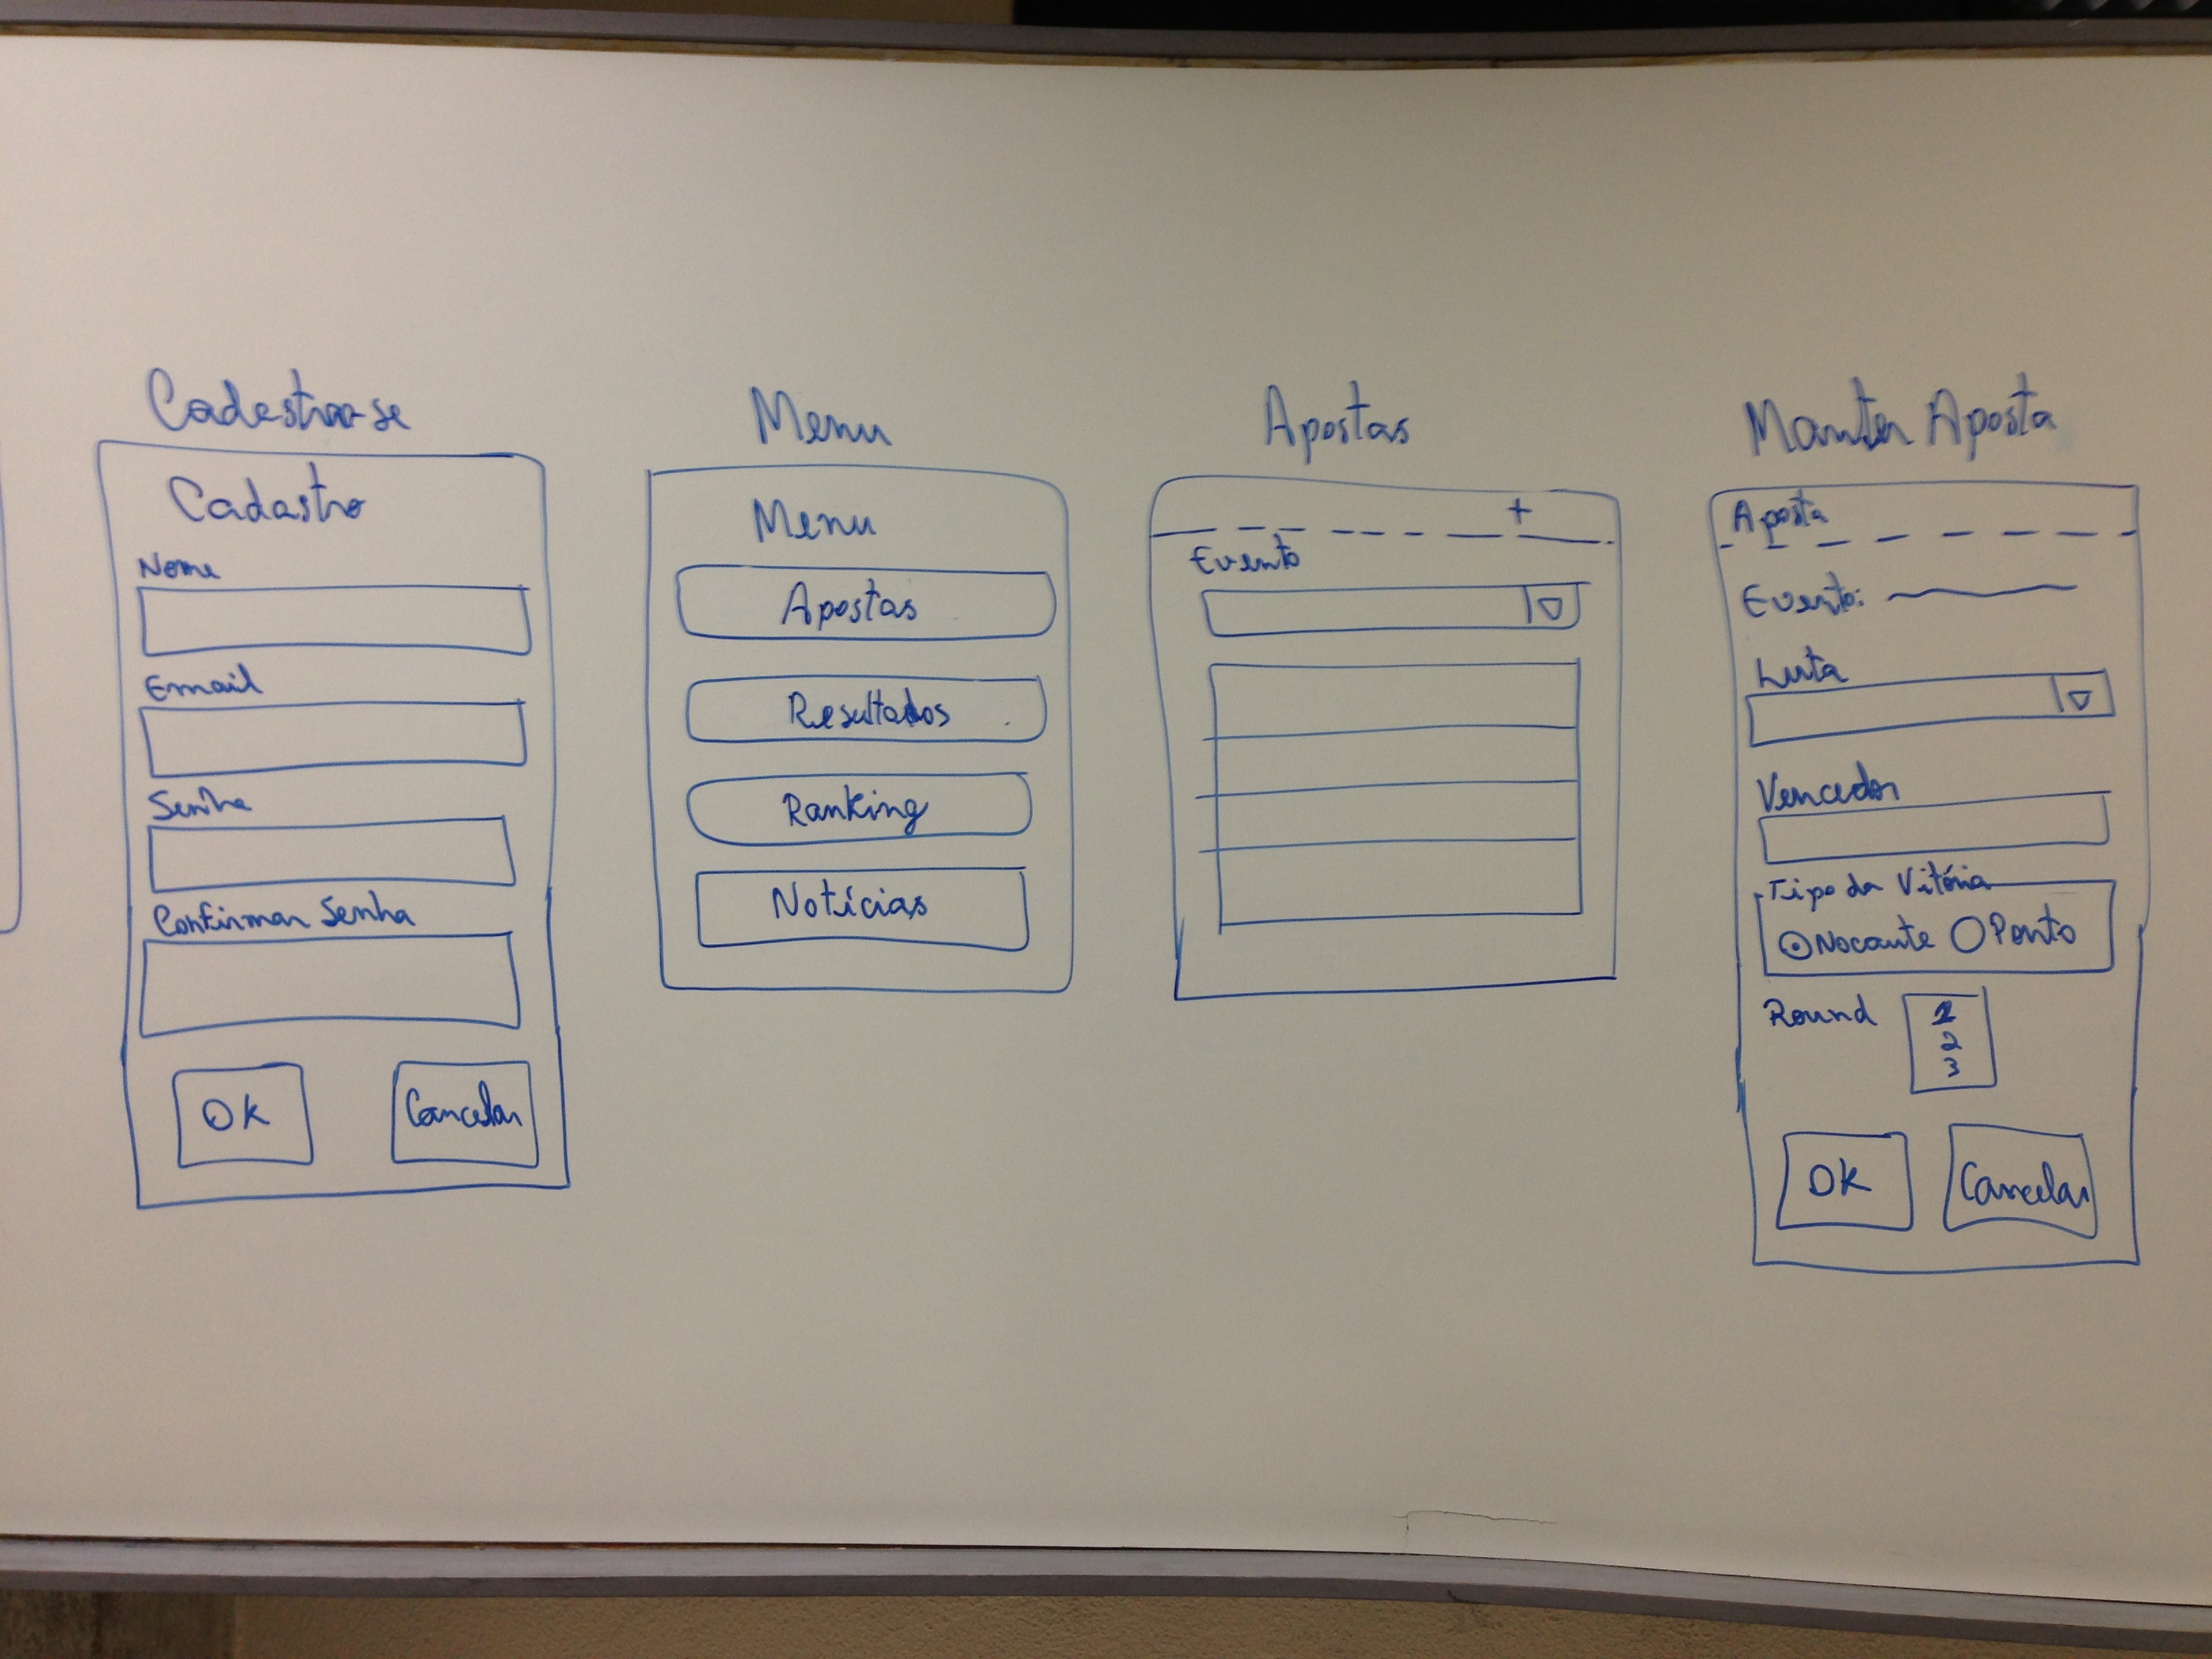 Cadastra-se
Cadastro
Nome
Email
Senha
Confirmar Senha
OK
Cancelar
Menu
Menu
Apostas
Resultados
Ranking
Notícias
Apostas
+
Evento
Manter Aposta
Aposta
Evento:
Luta
Vencedor
Tipo da Vitória
Nocaute Ponto
Round
1
2
3
OK
Cancelar